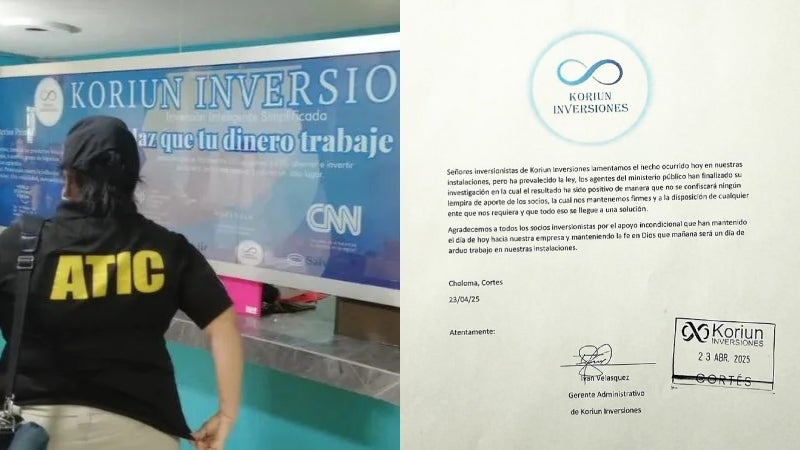 KORIUN INVERSIO
Inversión Inteligente Simplificada
Haz que tu dinero trabaje
CNN
ATIC
KORIUN
INVERSIONES
Señores inversionistas de Koriun Inversiones lamentamos el hecho ocurrido hoy en nuestras
instalaciones, pero ha prevalecido la ley, los agentes del ministerio público han finalizado su
investigación en la cual el resultado ha sido positivo de manera que no se confiscará ningún
lempira de aporte de los socios, la cual nos mantenemos firmes y a la disposición de cualquier
ente que nos requiera y que todo eso se llegue a una solución.
Agradecemos a todos los socios inversionistas por el apoyo incondicional que han mantenido
el día de hoy hacia nuestra empresa y manteniendo la fe en Dios que mañana será un día de
arduo trabajo en nuestras instalaciones.
Choloma, Cortes
23/04/25
Atentamente:
Ivan Velasquez
Gerente Administrativo
de Koriun Inversiones
Koriun
INVERSIONES
23 ABR. 2025
CORTÉS